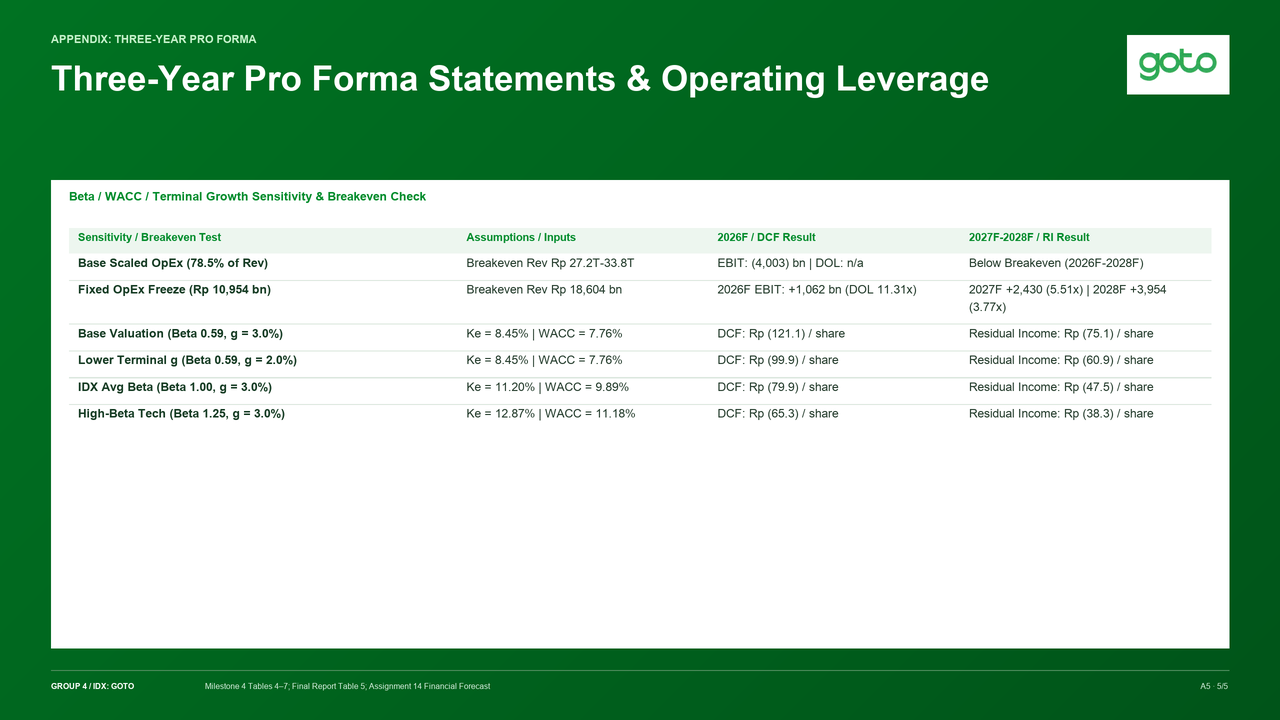 APPENDIX: THREE-YEAR PRO FORMA
Three-Year Pro Forma Statements & Operating Leverage
goto
Beta / WACC / Terminal Growth Sensitivity & Breakeven Check
Sensitivity / Breakeven Test Assumptions / Inputs 2026F / DCF Result 2027F-2028F / RI Result
Base Scaled OpEx (78.5% of Rev) Breakeven Rev Rp 27.2T-33.8T EBIT: (4,003) bn | DOL: n/a Below Breakeven (2026F-2028F)
Fixed OpEx Freeze (Rp 10,954 bn) Breakeven Rev Rp 18,604 bn 2026F EBIT: +1,062 bn (DOL 11.31x) 2027F +2,430 (5.51x) | 2028F +3,954
(3.77x)
Base Valuation (Beta 0.59, g = 3.0%) Ke = 8.45% | WACC = 7.76% DCF: Rp (121.1) / share Residual Income: Rp (75.1) / share
Lower Terminal g (Beta 0.59, g = 2.0%) Ke = 8.45% | WACC = 7.76% DCF: Rp (99.9) / share Residual Income: Rp (60.9) / share
IDX Avg Beta (Beta 1.00, g = 3.0%) Ke = 11.20% | WACC = 9.89% DCF: Rp (79.9) / share Residual Income: Rp (47.5) / share
High-Beta Tech (Beta 1.25, g = 3.0%) Ke = 12.87% | WACC = 11.18% DCF: Rp (65.3) / share Residual Income: Rp (38.3) / share
GROUP 4 / IDX: GOTO Milestone 4 Tables 4–7; Final Report Table 5; Assignment 14 Financial Forecast A5 · 5/5